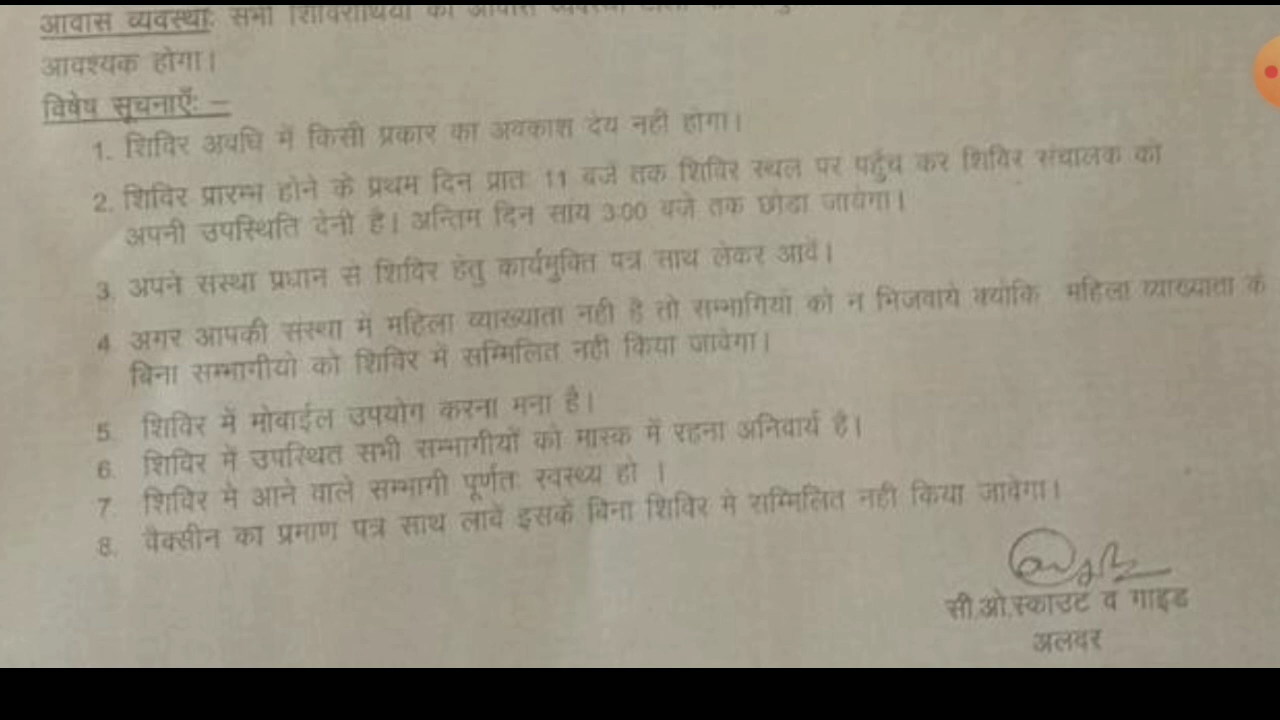 आवास व्यवस्था: सभी शिविरार्थियों की आवास व्यवस्था
आवश्यक होगा।
विषेष सूचनाएँ: –
1. शिविर अवधि में किसी प्रकार का अवकाश देय नही होगा।
2. शिविर प्रारम्भ होने के प्रथम दिन प्रात: 11 बजे तक शिविर स्थल पर पहुँच कर शिविर संचालक को
अपनी उपस्थिति देनी है। अन्तिम दिन सांय 3:00 बजे तक छोडा जायेगा।
3. अपने संस्था प्रधान से शिविर हेतु कार्यमुक्ति पत्र साथ लेकर आवें।
4 अगर आपकी संस्था में महिला व्याख्याता नही है तो सम्भागियों को न भिजवाये क्योकि महिला व्याख्याता के
बिना सम्भागीयो को शिविर में सम्मिलित नही किया जावेगा।
5. शिविर में मोबाईल उपयोग करना मना है।
6. शिविर में उपस्थित सभी सम्भागीयों को मास्क में रहना अनिवार्य है।
7 शिविर मे आने वाले सम्भागी पूर्णत: स्वस्थ्य हो ।
8. वैक्सीन का प्रमाण पत्र साथ लावे इसकें बिना शिविर मे सम्मिलित नही किया जावेगा।
सी.ओ.स्काउट व गाइड
अलवर